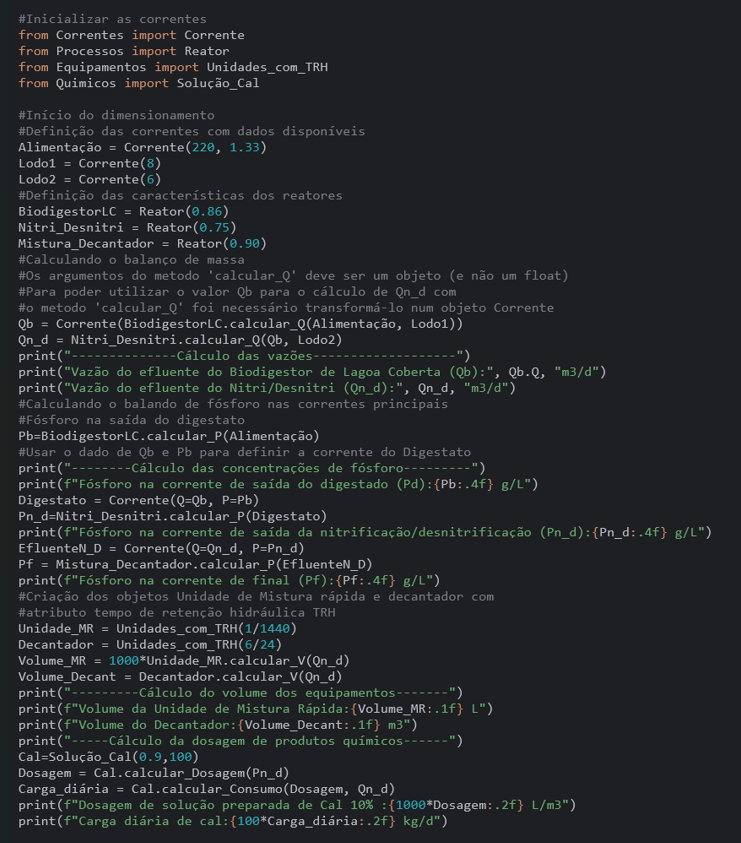 #Inicializar as correntes
from Correntes import Corrente
from Processos import Reator
from Equipamentos import Unidades_com_TRH
from Quimicos import Solução_Cal

#Início do dimensionamento
#Definição das correntes com dados disponíveis
Alimentação = Corrente(220, 1.33)
Lodo1 = Corrente(8)
Lodo2 = Corrente(6)
#Definição das características dos reatores
BiodigestorLC = Reator(0.86)
Nitri_Desnitri = Reator(0.75)
Mistura_Decantador = Reator(0.90)
#Calculando o balanço de massa
#Os argumentos do metodo 'calcular_Q' deve ser um objeto (e não um float)
#Para poder utilizar o valor Qb para o cálculo de Qn_d com
#o metodo 'calcular_Q' foi necessário transformá-lo num objeto Corrente
Qb = Corrente(BiodigestorLC.calcular_Q(Alimentação, Lodo1))
Qn_d = Nitri_Desnitri.calcular_Q(Qb, Lodo2)
print("--------------Cálculo das vazões-------------------")
print("Vazão do efluente do Biodigestor de Lagoa Coberta (Qb):", Qb.Q, "m3/d")
print("Vazão do efluente do Nitri/Desnitri (Qn_d):", Qn_d, "m3/d")
#Calculando o balando de fósforo nas correntes principais
#Fósforo na saída do digestato
Pb=BiodigestorLC.calcular_P(Alimentação)
#Usar o dado de Qb e Pb para definir a corrente do Digestato
print("--------Cálculo das concentrações de fósforo---------")
print(f"Fósforo na corrente de saída do digestado (Pd):{Pb:.4f} g/L")
Digestato = Corrente(Q=Qb, P=Pb)
Pn_d=Nitri_Desnitri.calcular_P(Digestato)
print(f"Fósforo na corrente de saída da nitrificação/desnitrificação (Pn_d):{Pn_d:.4f} g/L")
EfluenteN_D = Corrente(Q=Qn_d, P=Pn_d)
Pf = Mistura_Decantador.calcular_P(EfluenteN_D)
print(f"Fósforo na corrente de final (Pf):{Pf:.4f} g/L")
#Criação dos objetos Unidade de Mistura rápida e decantador com
#atributo tempo de retenção hidráulica TRH
Unidade_MR = Unidades_com_TRH(1/1440)
Decantador = Unidades_com_TRH(6/24)
Volume_MR = 1000*Unidade_MR.calcular_V(Qn_d)
Volume_Decant = Decantador.calcular_V(Qn_d)
print("---------Cálculo do volume dos equipamentos-------")
print(f"Volume da Unidade de Mistura Rápida:{Volume_MR:.1f} L")
print(f"Volume do Decantador:{Volume_Decant:.1f} m3")
print("-----Cálculo da dosagem de produtos químicos------")
Cal=Solução_Cal(0.9,100)
Dosagem = Cal.calcular_Dosagem(Pn_d)
Carga_diária = Cal.calcular_Consumo(Dosagem, Qn_d)
print(f"Dosagem de solução preparada de Cal 10% :{1000*Dosagem:.2f} L/m3")
print(f"Carga diária de cal:{100*Carga_diária:.2f} kg/d")